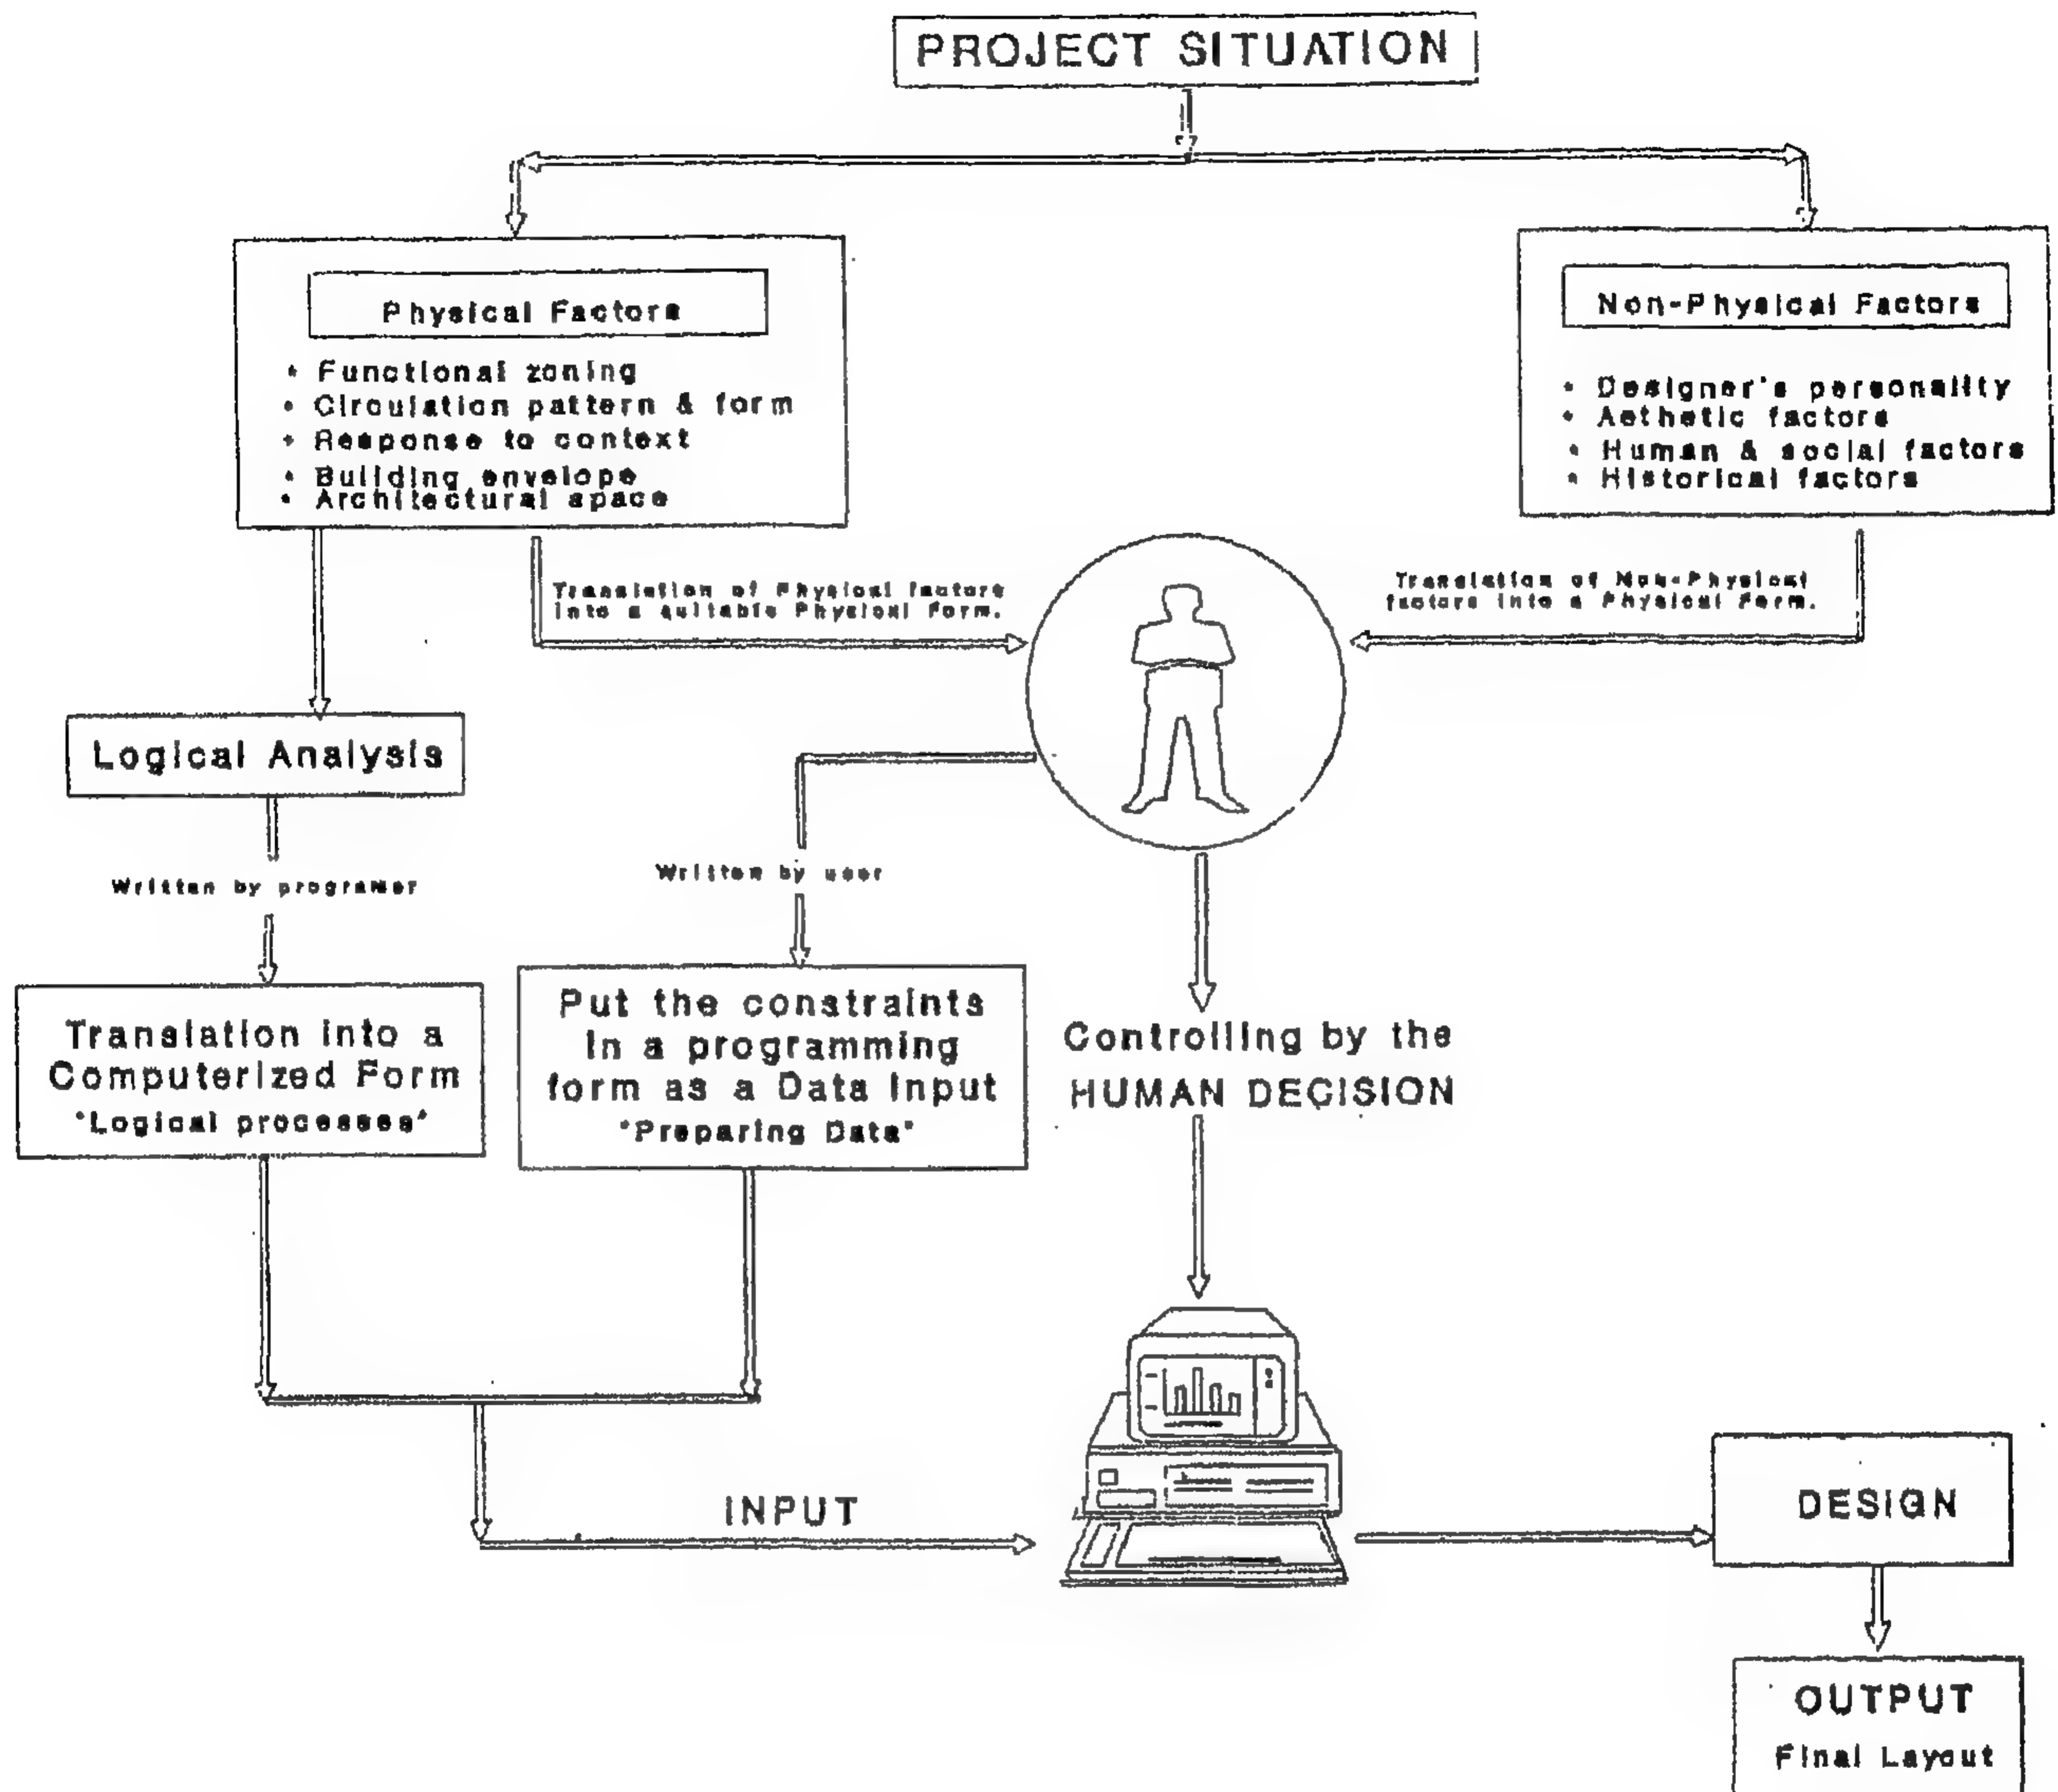 PROJECT SITUATION
Physical Factors
* Functional zoning
* Circulation pattern & form
* Response to context
* Building envelope
* Architectural space
Non-Physical Factors
* Designer's personality
* Aethetic factors
* Human & social factors
* Historical factors
Translation of Physical factors
into a suitable Physical Form.
Translation of Non-Physical
factors into a Physical Form.
Logical Analysis
Written by programer
Written by user
Translation into a
Computerized Form
"Logical processes"
Put the constraints
in a programming
form as a Data Input
"Preparing Data"
Controlling by the
HUMAN DECISION
INPUT
DESIGN
OUTPUT
Final Layout